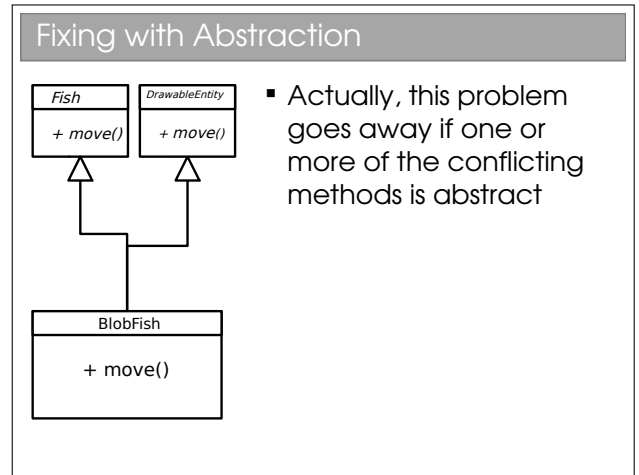 Fixing with Abstraction
Fish
+ move()
DrawableEntity
+ move()
▪ Actually, this problem
goes away if one or
more of the conflicting
methods is abstract
BlobFish
+ move()